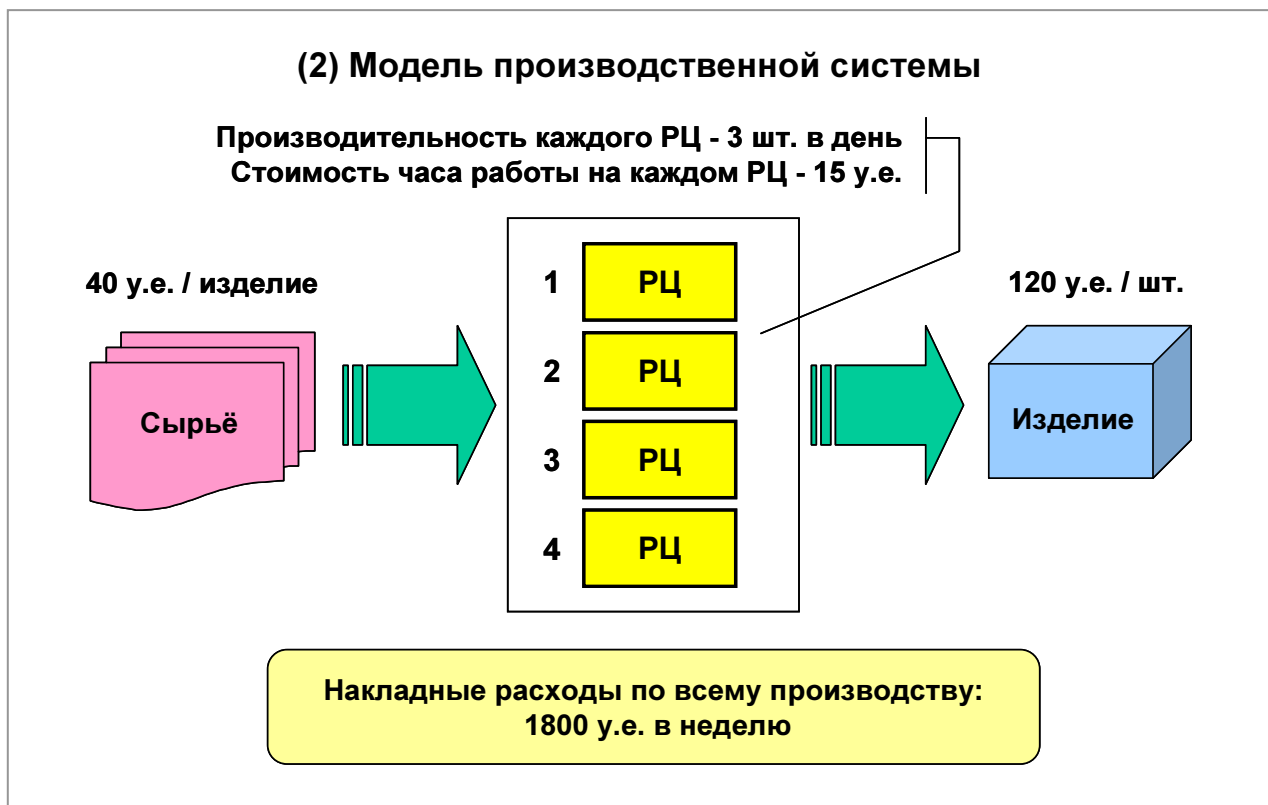 (2) Модель производственной системы
Производительность каждого РЦ - 3 шт. в день
Стоимость часа работы на каждом РЦ - 15 у.е.
40 у.е. / изделие
120 у.е. / шт.
1 РЦ
2 РЦ
3 РЦ
4 РЦ
Сырьё
Изделие
Накладные расходы по всему производству:
1800 у.е. в неделю